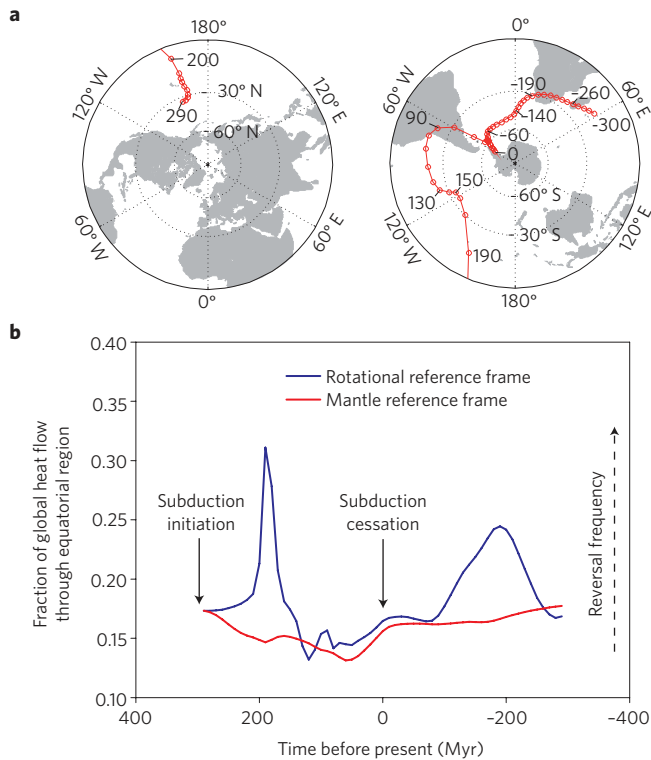 a
180°
200
30° N
290
60° N
120° W
120° E
60° W
60° E
0°
0°
-190
-260
-140
-300
60° W
60° E
90
-60
0
150
130
-60° S
-30° S
190
120° W
120° E
180°
b
0.40
0.35
0.30
0.25
0.20
0.15
0.10
Fraction of global heat flow
through equatorial region
Rotational reference frame
Mantle reference frame
Subduction
initiation
Subduction
cessation
Reversal frequency
400
200
0
-200
-400
Time before present (Myr)